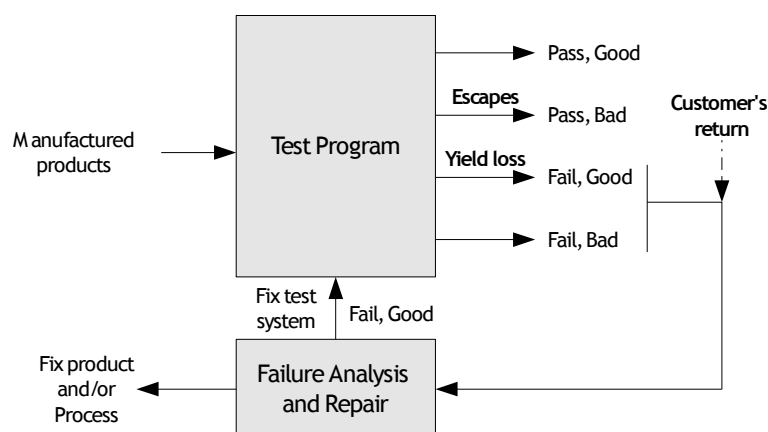 Pass, Good
Escapes
Pass, Bad
Customer's
return
M anufactured
products
Test Program
Yield loss
Fail, Good
Fail, Bad
Fix test
system
Fail, Good
Fix product
and/or
Process
Failure Analysis
and Repair